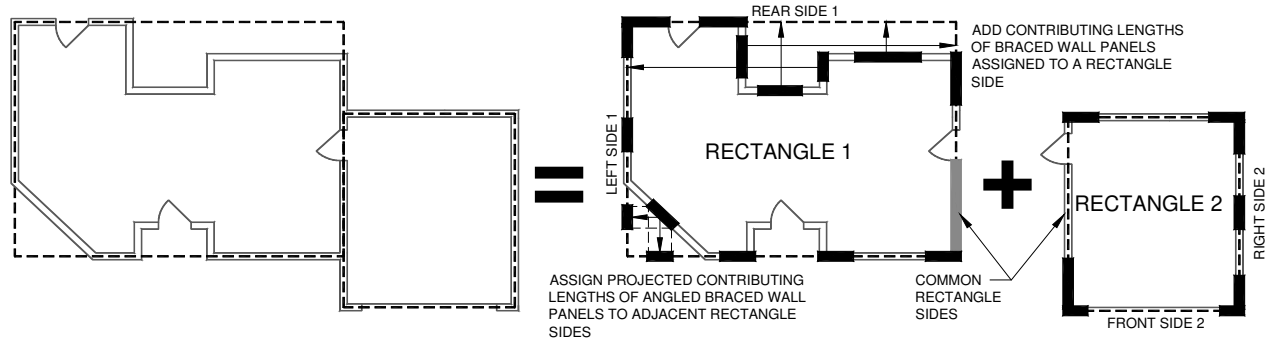 REAR SIDE 1
ADD CONTRIBUTING LENGTHS
OF BRACED WALL PANELS
ASSIGNED TO A RECTANGLE
SIDE
LEFT SIDE 1
RECTANGLE 1
RECTANGLE 2
RIGHT SIDE 2
ASSIGN PROJECTED CONTRIBUTING
LENGTHS OF ANGLED BRACED WALL
PANELS TO ADJACENT RECTANGLE
SIDES
COMMON
RECTANGLE
SIDES
FRONT SIDE 2